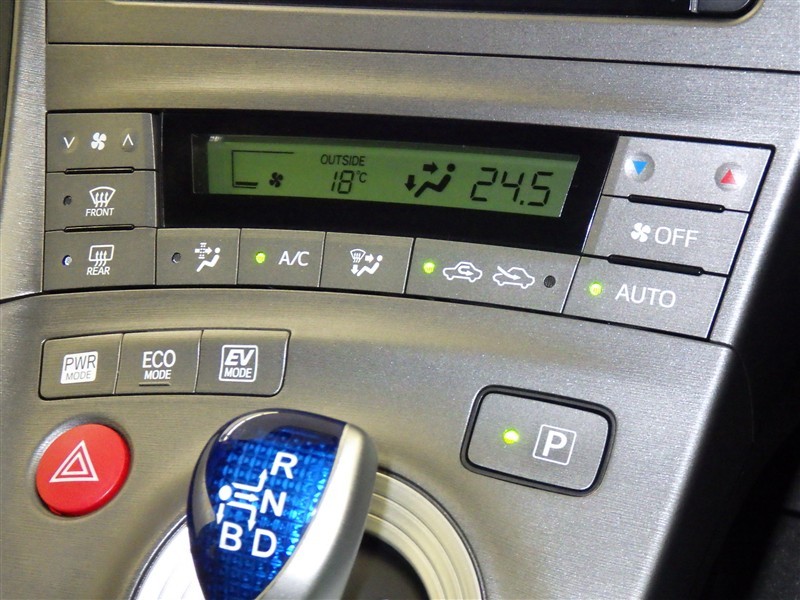 OUTSIDE
18°C
24.5
FRONT
OFF
REAR
A/C
AUTO
PWR
MODE
ECO
MODE
EV
MODE
P
R
N
B D